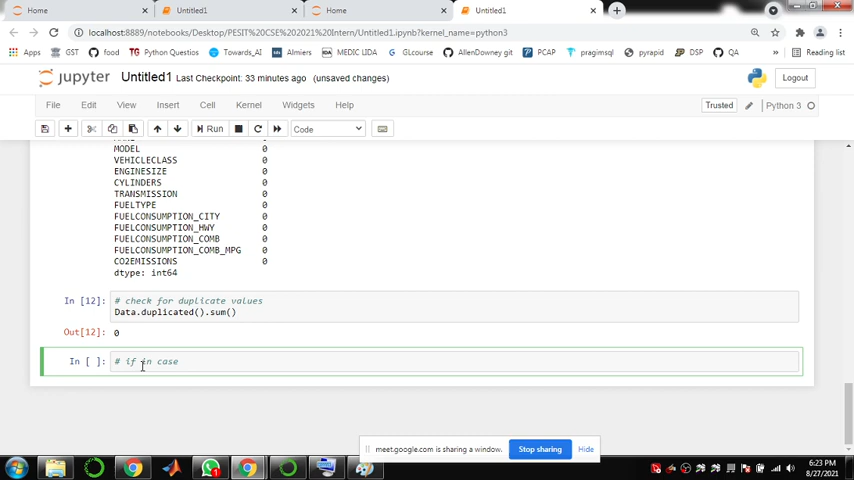 Home
Untitled1
Home
Untitled1
localhost:8889/notebooks/Desktop/PESIT%20CSE%202021%20Intern/Untitled1.ipynb?kernel_name=python3
Apps GST food Python Questions Towards_AI Almiers MEDIC LIDA GLcourse AllenDowney git PCAP pragimsql pyrapid DSP QA Reading list
jupyter Untitled1 Last Checkpoint: 33 minutes ago (unsaved changes) Logout
File Edit View Insert Cell Kernel Widgets Help Trusted Python 3
Run Code
MODEL 0
VEHICLECLASS 0
ENGINESIZE 0
CYLINDERS 0
TRANSMISSION 0
FUELTYPE 0
FUELCONSUMPTION_CITY 0
FUELCONSUMPTION_HWY 0
FUELCONSUMPTION_COMB 0
FUELCONSUMPTION_COMB_MPG 0
CO2EMISSIONS 0
dtype: int64
In [12]: # check for duplicate values
Data.duplicated().sum()
Out[12]: 0
In [ ]: # if in case
meet.google.com is sharing a window. Stop sharing Hide
6:23 PM
8/27/2021